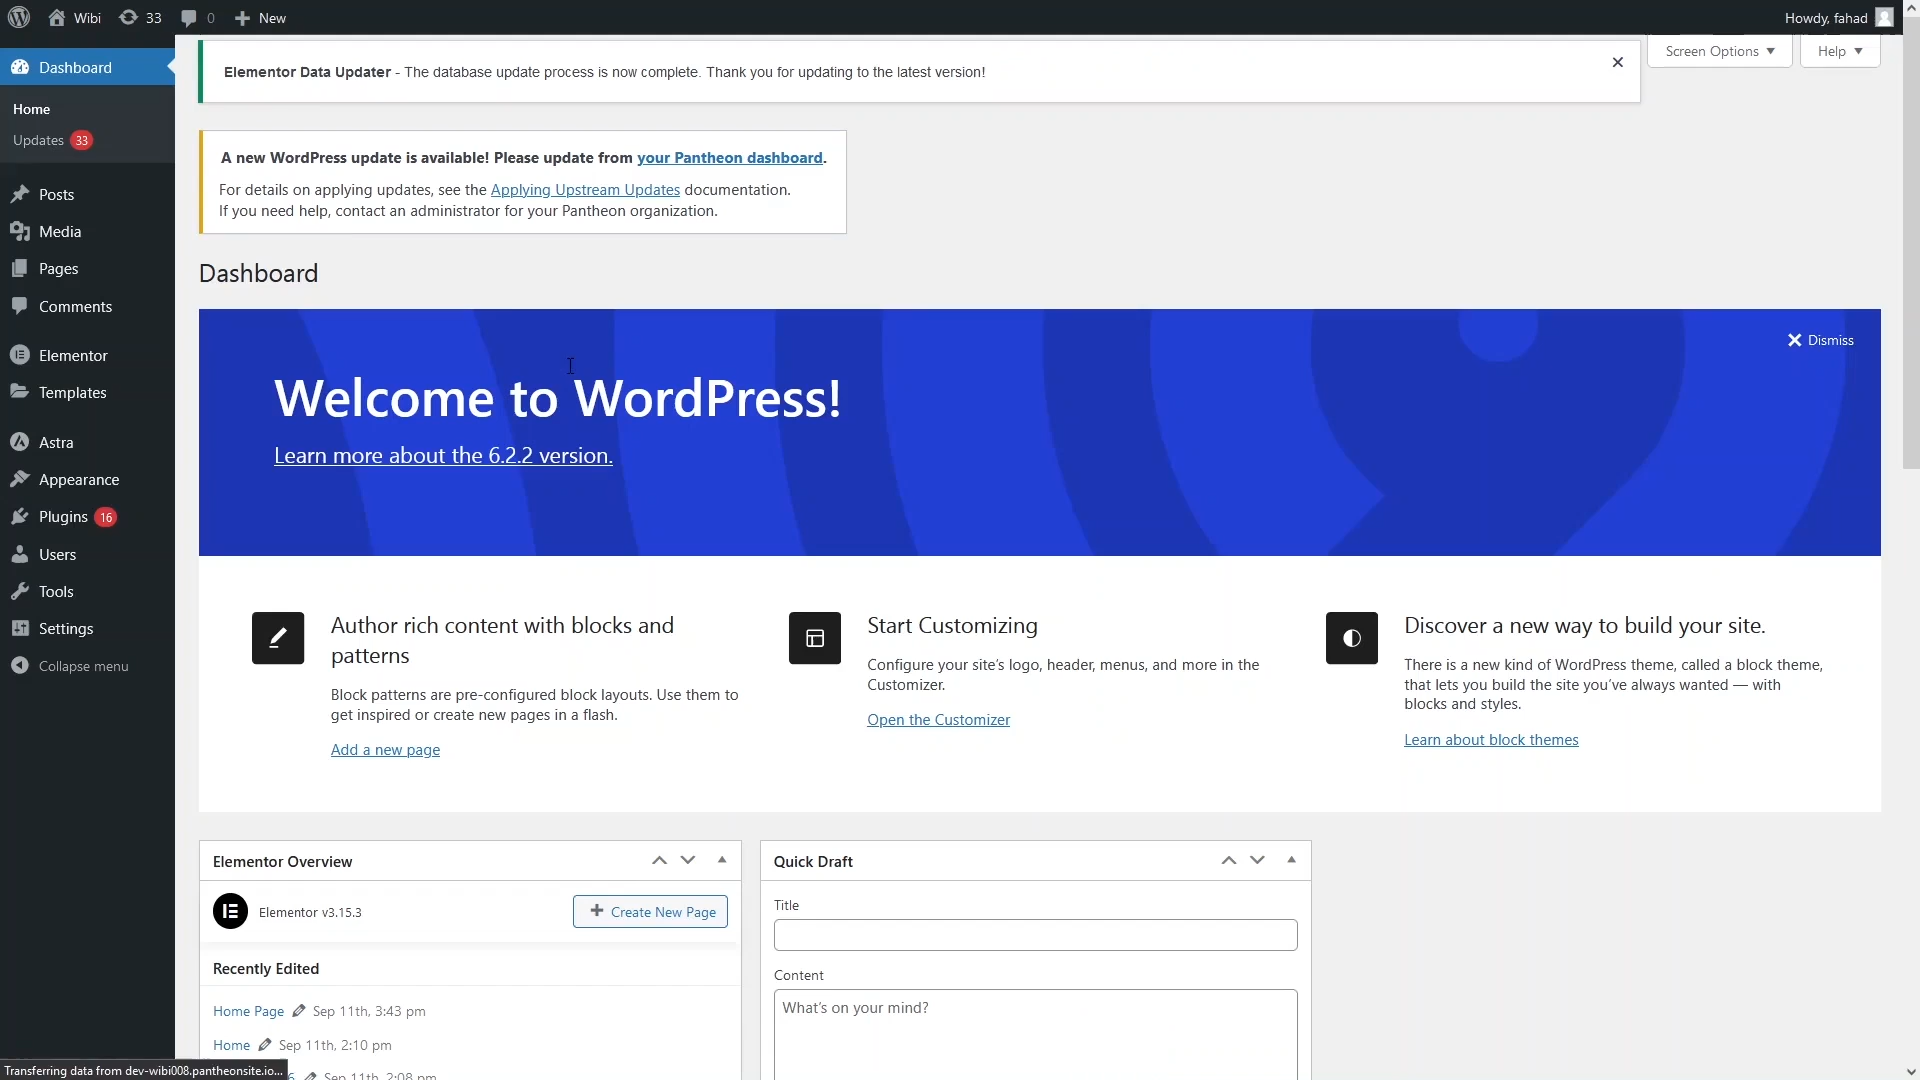 Wibi 33 0 New Howdy, fahad
Screen Options Help
Dashboard
Home
Updates 33
Posts
Media
Pages
Comments
Elementor
Templates
Astra
Appearance
Plugins 16
Users
Tools
Settings
Collapse menu
Elementor Data Updater - The database update process is now complete. Thank you for updating to the latest version!
A new WordPress update is available! Please update from your Pantheon dashboard.
For details on applying updates, see the Applying Upstream Updates documentation.
If you need help, contact an administrator for your Pantheon organization.
Dashboard
Dismiss
Welcome to WordPress!
Learn more about the 6.2.2 version.
Author rich content with blocks and
patterns
Block patterns are pre-configured block layouts. Use them to
get inspired or create new pages in a flash.
Add a new page
Start Customizing
Configure your site’s logo, header, menus, and more in the
Customizer.
Open the Customizer
Discover a new way to build your site.
There is a new kind of WordPress theme, called a block theme,
that lets you build the site you’ve always wanted — with
blocks and styles.
Learn about block themes
Elementor Overview
Elementor v3.15.3
Create New Page
Recently Edited
Home Page Sep 11th, 3:43 pm
Home Sep 11th, 2:10 pm
6 Sep 11th, 2:08 pm
Quick Draft
Title
Content
What’s on your mind?
Transferring data from dev-wibi008.pantheonsite.io...